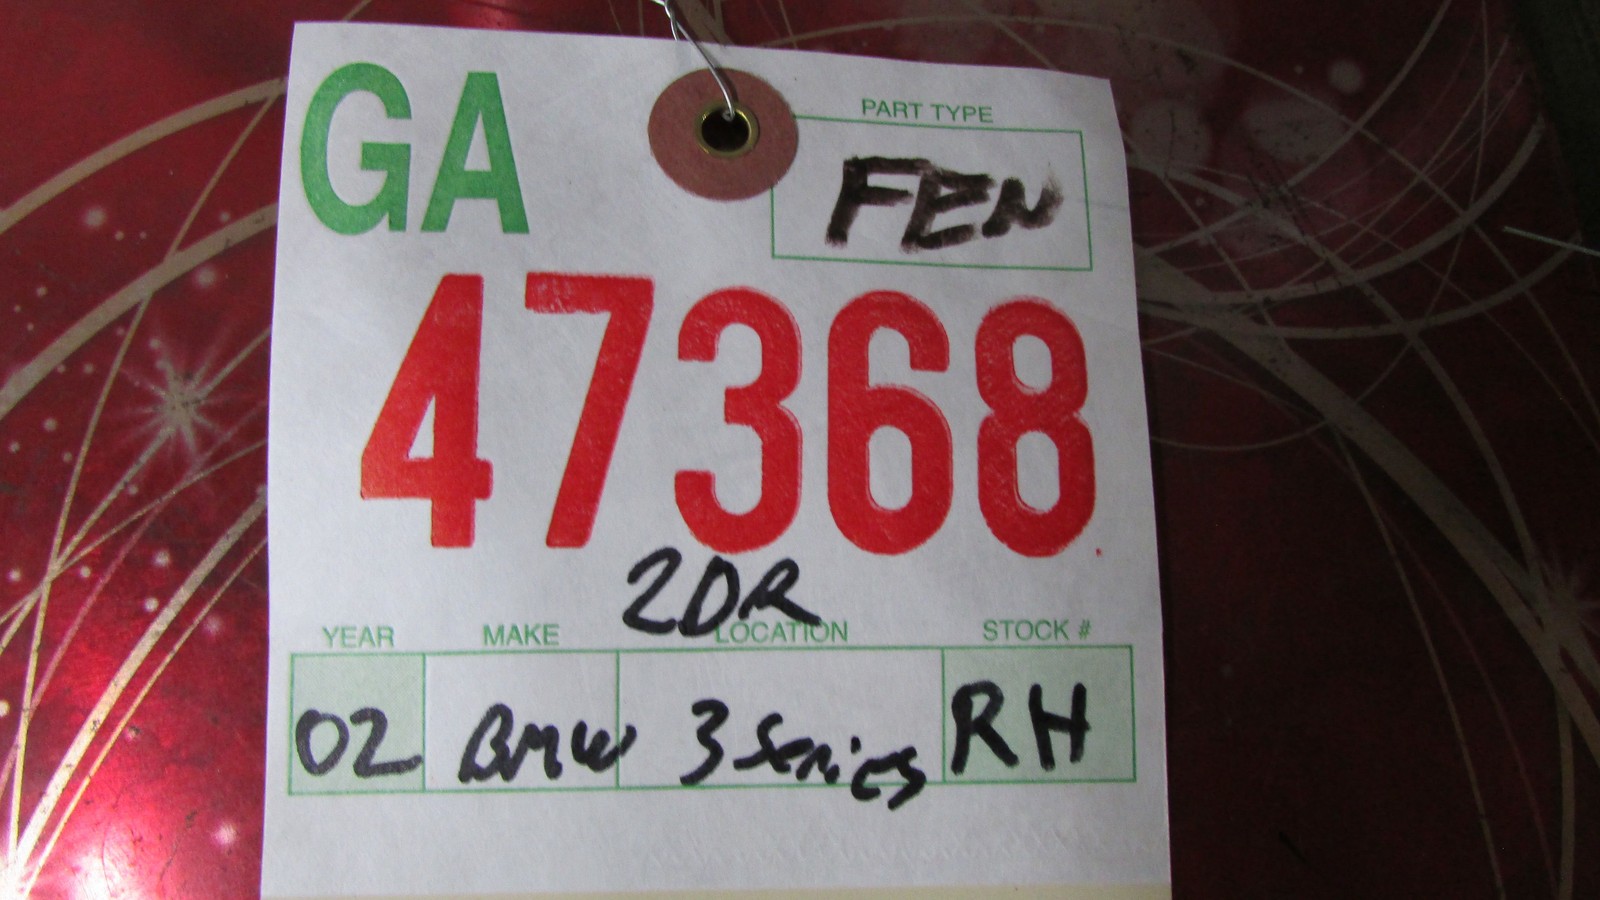 GA
PART TYPE
FEN
47368
2DR
YEAR MAKE LOCATION STOCK #
02 BMW 3 Series RH